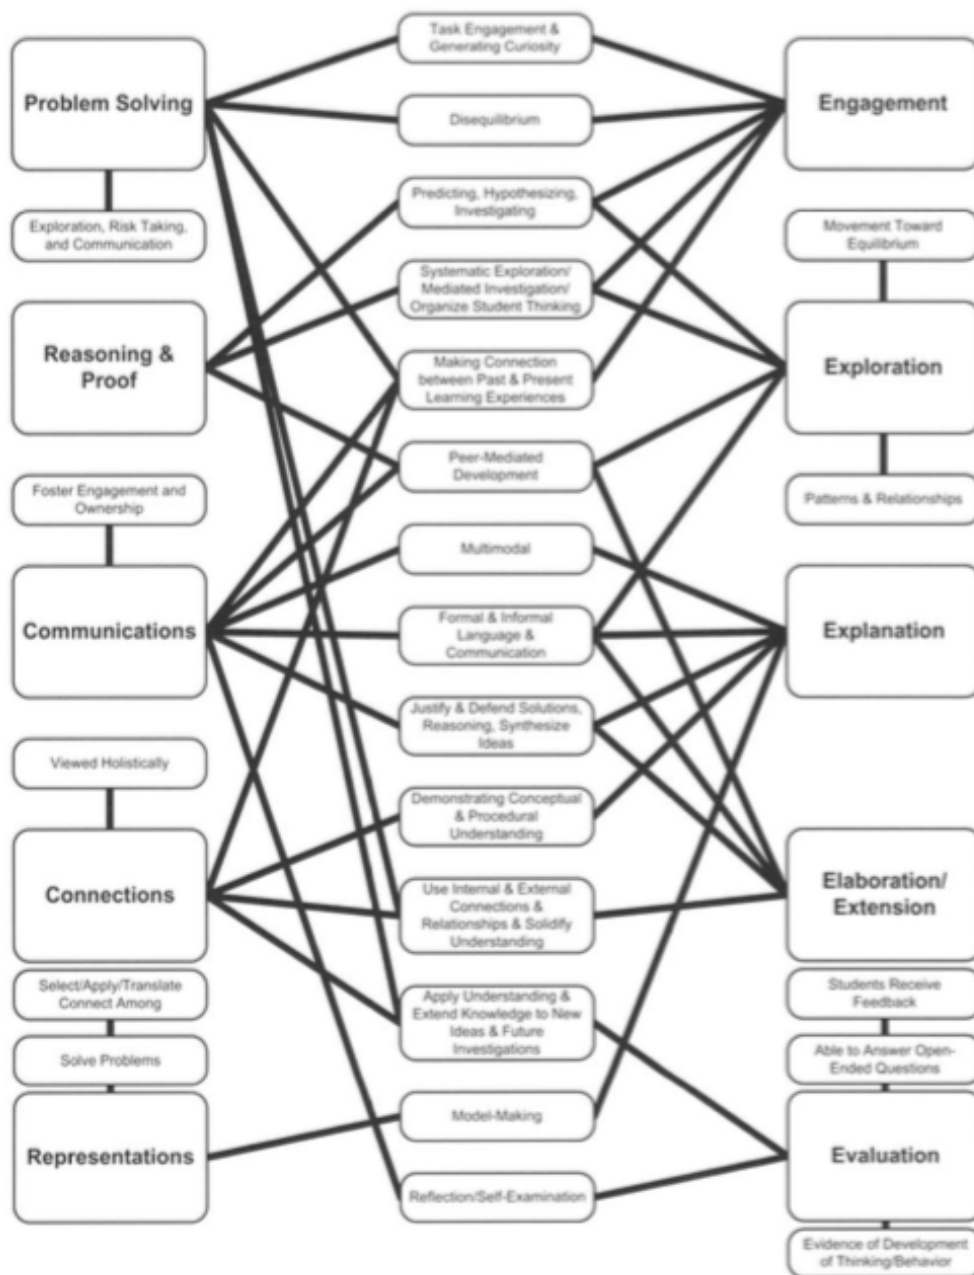 Problem Solving
Exploration, Risk Taking,
and Communication
Reasoning &
Proof
Foster Engagement and
Ownership
Communications
Viewed Holistically
Connections
Select/Apply/Translate
Connect Among
Solve Problems
Representations
Task Engagement &
Generating Curiosity
Disequilibrium
Predicting, Hypothesizing,
Investigating
Systematic Exploration/
Mediated Investigation/
Organize Student Thinking
Making Connection
between Past & Present
Learning Experiences
Peer-Mediated
Development
Multimodal
Formal & Informal
Language &
Communication
Justify & Defend Solutions,
Reasoning, Synthesize
Ideas
Demonstrating Conceptual
& Procedural
Understanding
Use Internal & External
Connections &
Relationships & Solidify
Understanding
Apply Understanding &
Extend Knowledge to New
Ideas & Future
Investigations
Model-Making
Reflection/Self-Examination
Engagement
Movement Toward
Equilibrium
Exploration
Patterns & Relationships
Explanation
Elaboration/
Extension
Students Receive
Feedback
Able to Answer Open-
Ended Questions
Evaluation
Evidence of Development
of Thinking/Behavior